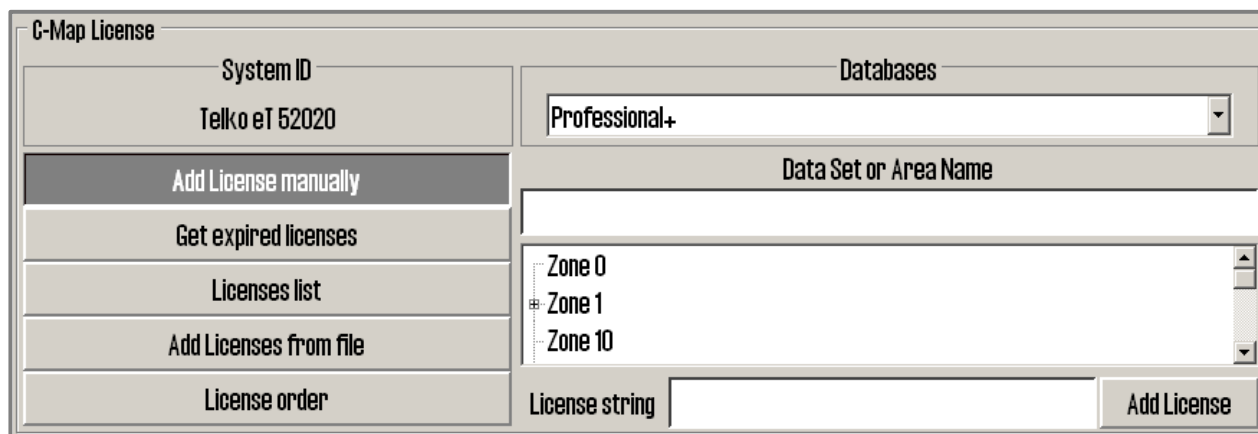 C-Map License
System ID
Telko eT 52020
Add License manually
Get expired licenses
Licenses list
Add Licenses from file
License order
Databases
Professional+
Data Set or Area Name
Zone 0
Zone 1
Zone 10
License string
Add License